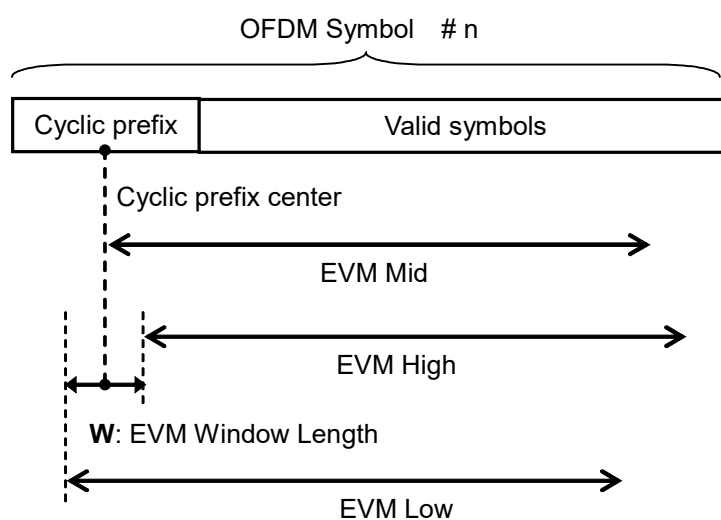 OFDM Symbol # n
Cyclic prefix
Valid symbols
Cyclic prefix center
EVM Mid
EVM High
W: EVM Window Length
EVM Low